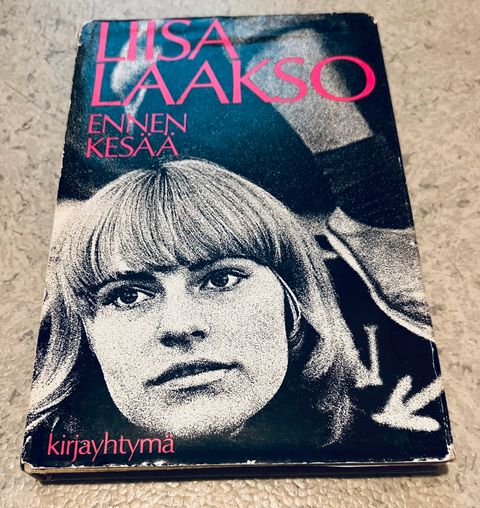 LIISA
LAAKSO
ENNEN
KESÄÄ
kirjayhtymä